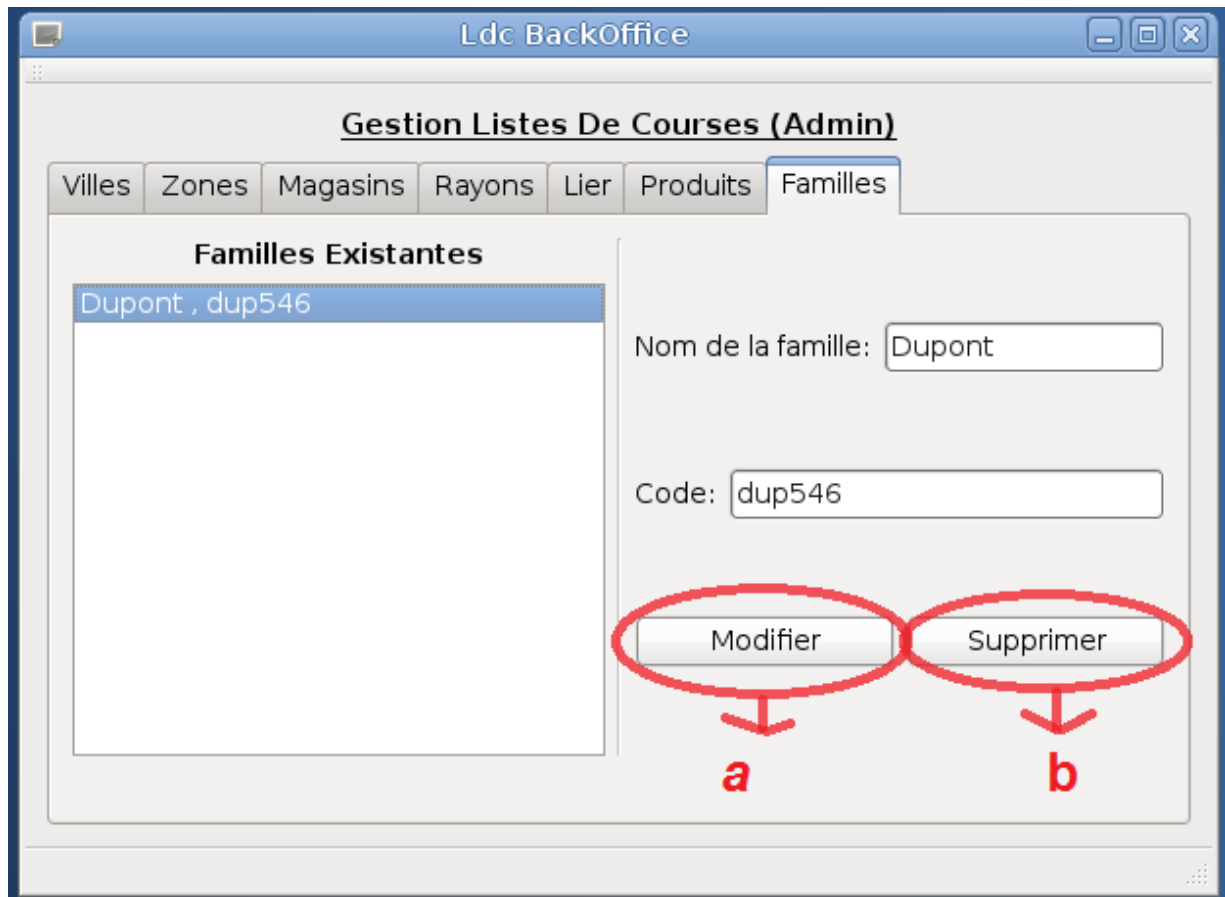 Ldc BackOffice
Gestion Listes De Courses (Admin)
Villes Zones Magasins Rayons Lier Produits Familles
Familles Existantes
Dupont , dup546
Nom de la famille: Dupont
Code: dup546
Modifier Supprimer
a b